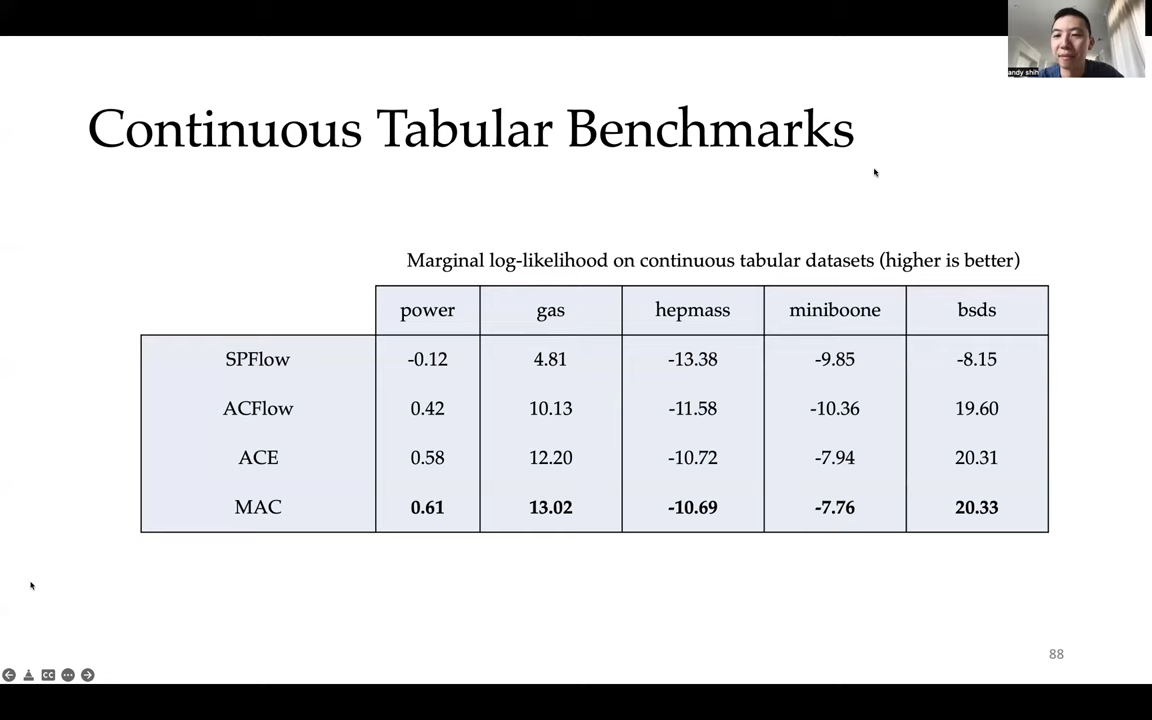 andy shih
Continuous Tabular Benchmarks
Marginal log-likelihood on continuous tabular datasets (higher is better)
power gas hepmass miniboone bsds
SPFlow -0.12 4.81 -13.38 -9.85 -8.15
ACFlow 0.42 10.13 -11.58 -10.36 19.60
ACE 0.58 12.20 -10.72 -7.94 20.31
MAC 0.61 13.02 -10.69 -7.76 20.33
88
CC